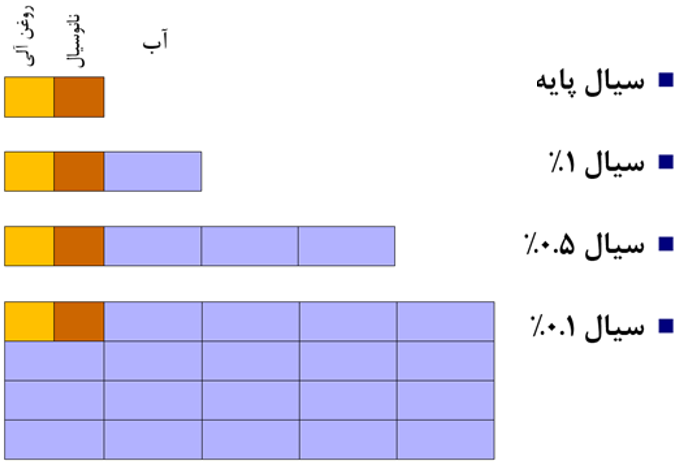 روغن آلی
نانوسیال
آب
سیال پایه
سیال ۱٪
سیال ۰.۵٪
سیال ۰.۱٪